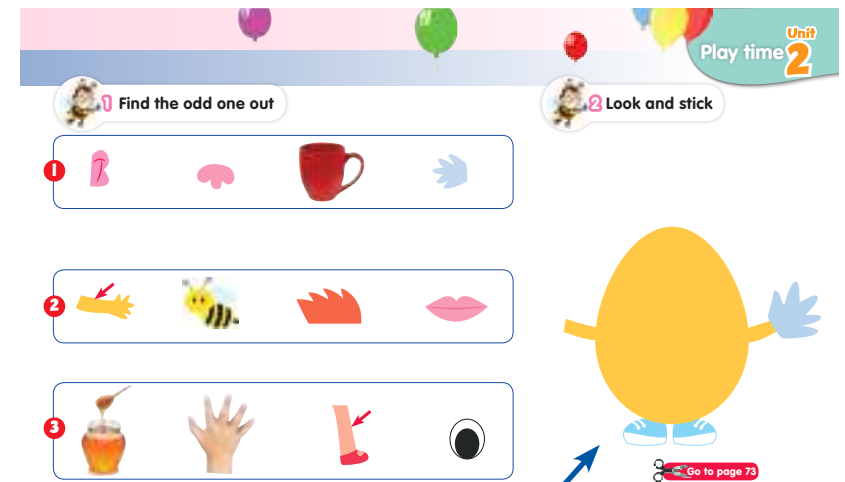 Unit
Play time 2
1 Find the odd one out
2 Look and stick
1
2
3
Go to page 73